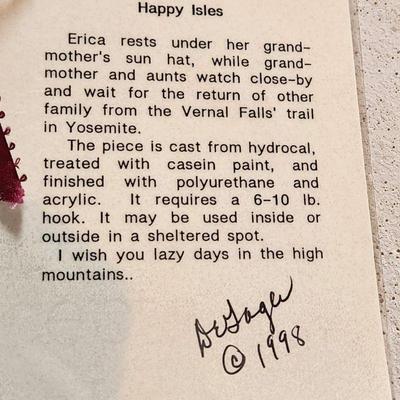 Happy Isles
Erica rests under her grand-
mother's sun hat, while grand-
mother and aunts watch close-by
and wait for the return of other
family from the Vernal Falls' trail
in Yosemite.
The piece is cast from hydrocal,
treated with casein paint, and
finished with polyurethane and
acrylic. It requires a 6-10 lb.
hook. It may be used inside or
outside in a sheltered spot.
I wish you lazy days in the high
mountains..
© 1998